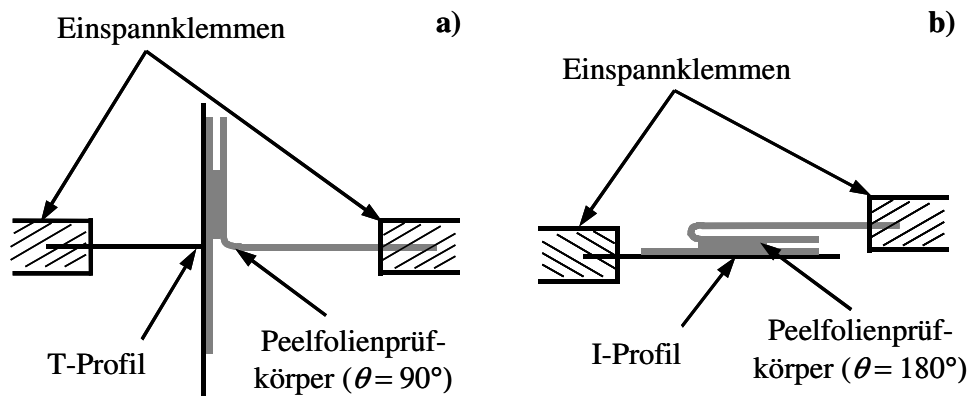 Einspannklemmen
a)
T-Profil
Peelfolienprüf-
körper (θ = 90°)
b)
Einspannklemmen
I-Profil
Peelfolienprüf-
körper (θ = 180°)